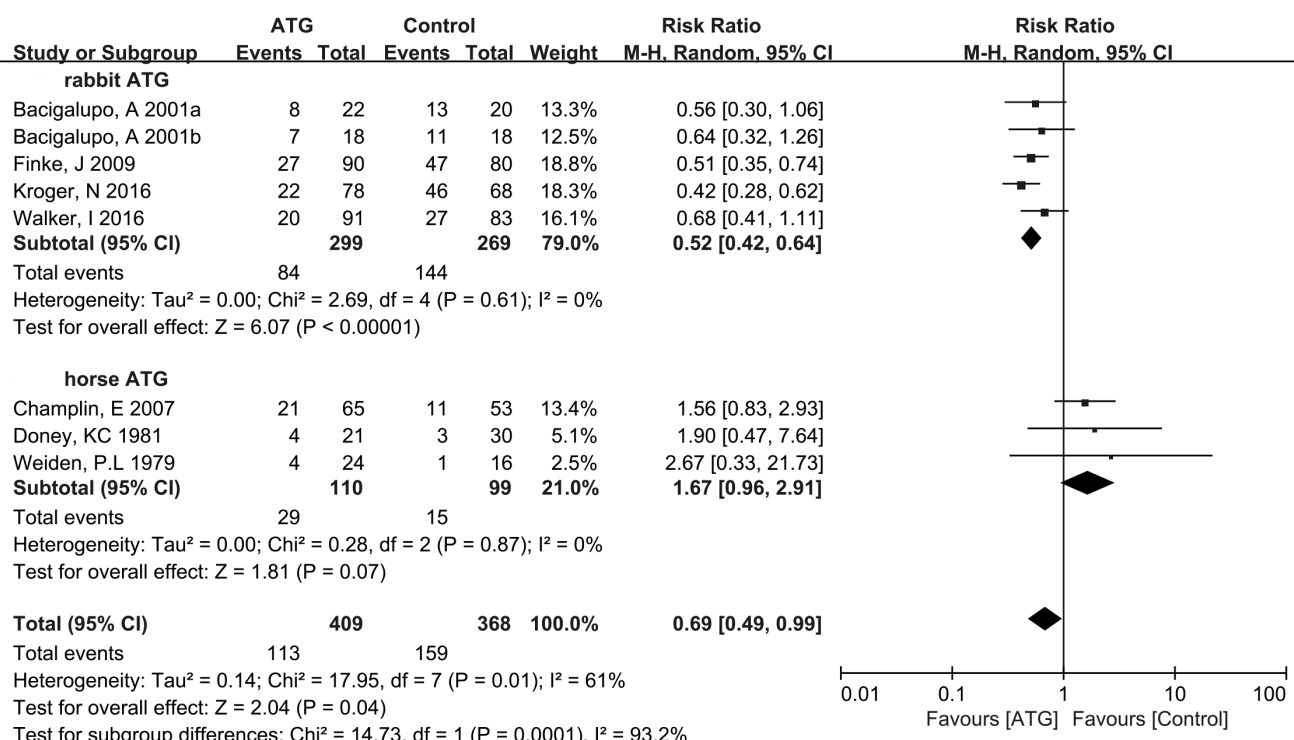 ATG Control Risk Ratio Risk Ratio
Study or Subgroup Events Total Events Total Weight M-H, Random, 95% CI M-H, Random, 95% CI
rabbit ATG
Bacigalupo, A 2001a 8 22 13 20 13.3% 0.56 [0.30, 1.06]
Bacigalupo, A 2001b 7 18 11 18 12.5% 0.64 [0.32, 1.26]
Finke, J 2009 27 90 47 80 18.8% 0.51 [0.35, 0.74]
Kroger, N 2016 22 78 46 68 18.3% 0.42 [0.28, 0.62]
Walker, I 2016 20 91 27 83 16.1% 0.68 [0.41, 1.11]
Subtotal (95% CI) 299 269 79.0% 0.52 [0.42, 0.64]
Total events 84 144
Heterogeneity: Tau² = 0.00; Chi² = 2.69, df = 4 (P = 0.61); I² = 0%
Test for overall effect: Z = 6.07 (P < 0.00001)
horse ATG
Champlin, E 2007 21 65 11 53 13.4% 1.56 [0.83, 2.93]
Doney, KC 1981 4 21 3 30 5.1% 1.90 [0.47, 7.64]
Weiden, P.L 1979 4 24 1 16 2.5% 2.67 [0.33, 21.73]
Subtotal (95% CI) 110 99 21.0% 1.67 [0.96, 2.91]
Total events 29 15
Heterogeneity: Tau² = 0.00; Chi² = 0.28, df = 2 (P = 0.87); I² = 0%
Test for overall effect: Z = 1.81 (P = 0.07)
Total (95% CI) 409 368 100.0% 0.69 [0.49, 0.99]
Total events 113 159
Heterogeneity: Tau² = 0.14; Chi² = 17.95, df = 7 (P = 0.01); I² = 61%
Test for overall effect: Z = 2.04 (P = 0.04)
Test for subgroup differences: Chi² = 14.73, df = 1 (P = 0.0001), I² = 93.2%
0.01 0.1 1 10 100
Favours [ATG] Favours [Control]